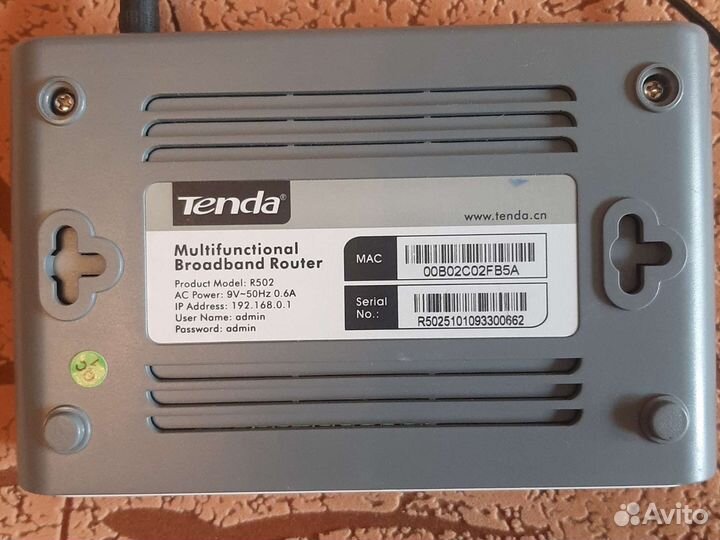 Tenda®
www.tenda.cn
Multifunctional
Broadband Router
Product Model: R502
AC Power: 9V~50Hz 0.6A
IP Address: 192.168.0.1
User Name: admin
Password: admin
MAC
00B02C02FB5A
Serial
No.:
R5025101093300662
Avito